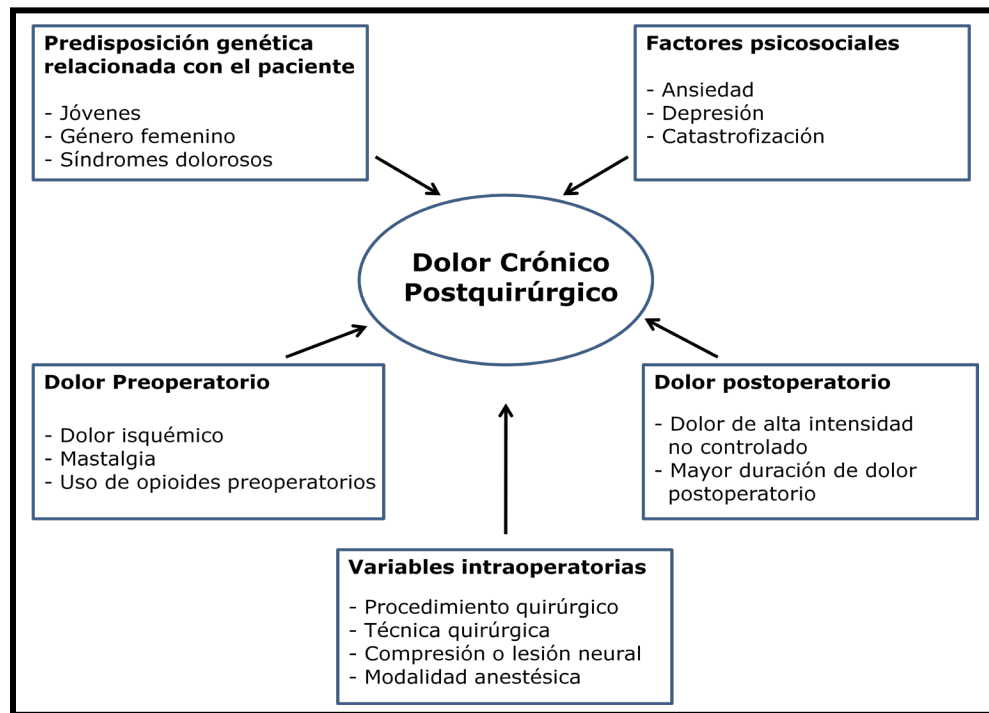 Predisposición genética
relacionada con el paciente
- Jóvenes
- Género femenino
- Síndromes dolorosos
Factores psicosociales
- Ansiedad
- Depresión
- Catastrofización
Dolor Crónico
Postquirúrgico
Dolor Preoperatorio
- Dolor isquémico
- Mastalgia
- Uso de opioides preoperatorios
Dolor postoperatorio
- Dolor de alta intensidad
no controlado
- Mayor duración de dolor
postoperatorio
Variables intraoperatorias
- Procedimiento quirúrgico
- Técnica quirúrgica
- Compresión o lesión neural
- Modalidad anestésica